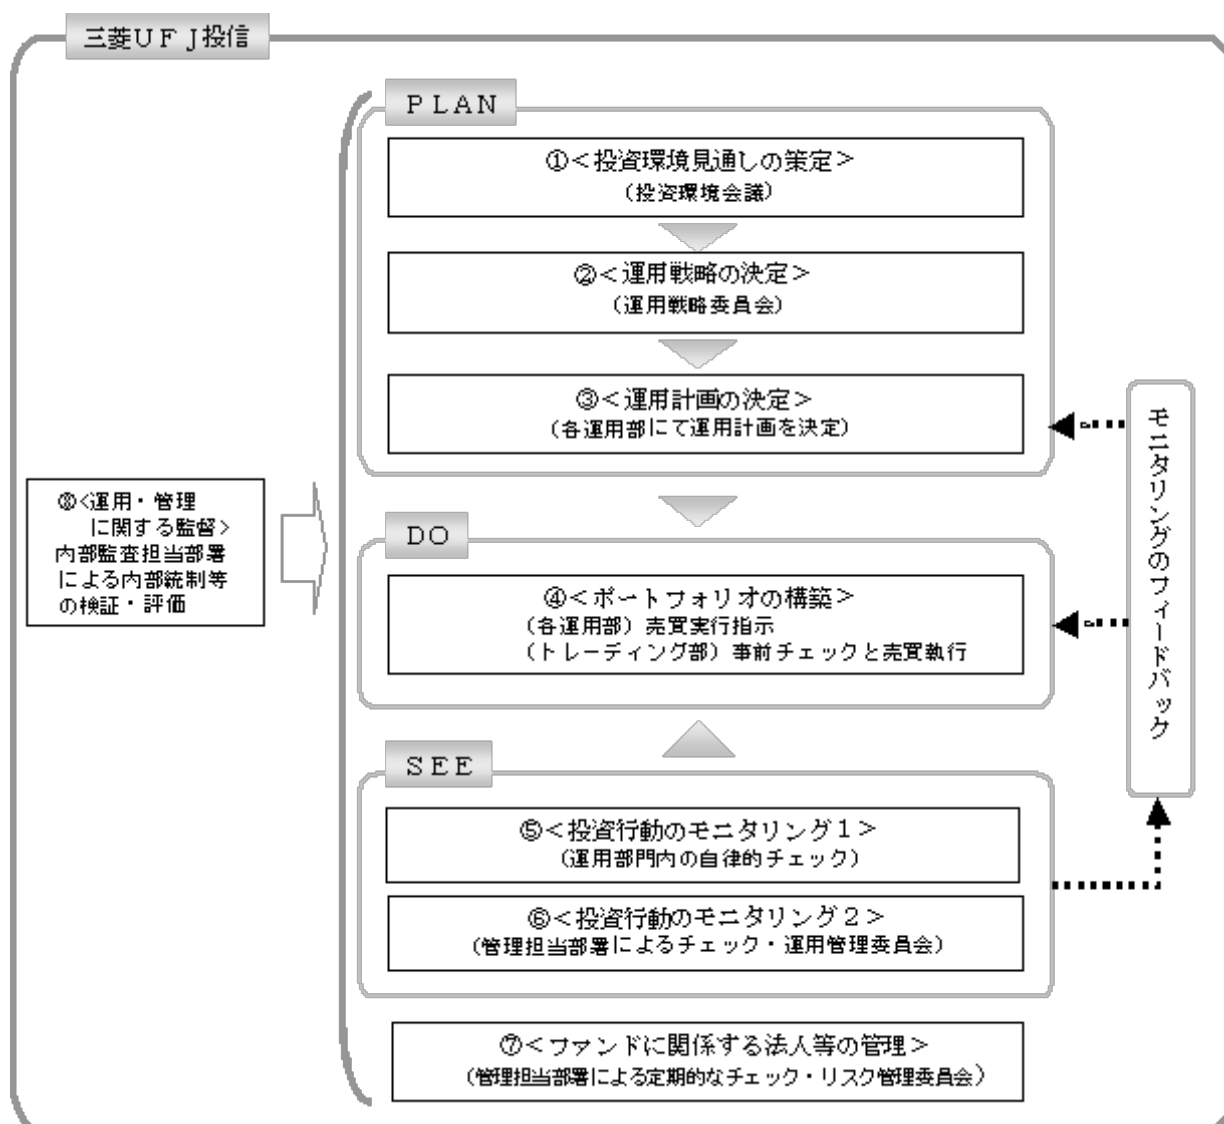 三菱ＵＦＪ投信
ＰＬＡＮ
①＜投資環境見通しの策定＞
（投資環境会議）
②＜運用戦略の決定＞
（運用戦略委員会）
③＜運用計画の決定＞
（各運用部にて運用計画を決定）
モニタリングのフィードバック
⑧＜運用・管理
に関する監督＞
内部監査担当部署
による内部統制等
の検証・評価
ＤＯ
④＜ポートフォリオの構築＞
（各運用部）売買実行指示
（トレーディング部）事前チェックと売買執行
ＳＥＥ
⑤＜投資行動のモニタリング１＞
（運用部門内の自律的チェック）
⑥＜投資行動のモニタリング２＞
（管理担当部署によるチェック・運用管理委員会）
⑦＜ファンドに関係する法人等の管理＞
（管理担当部署による定期的なチェック・リスク管理委員会）